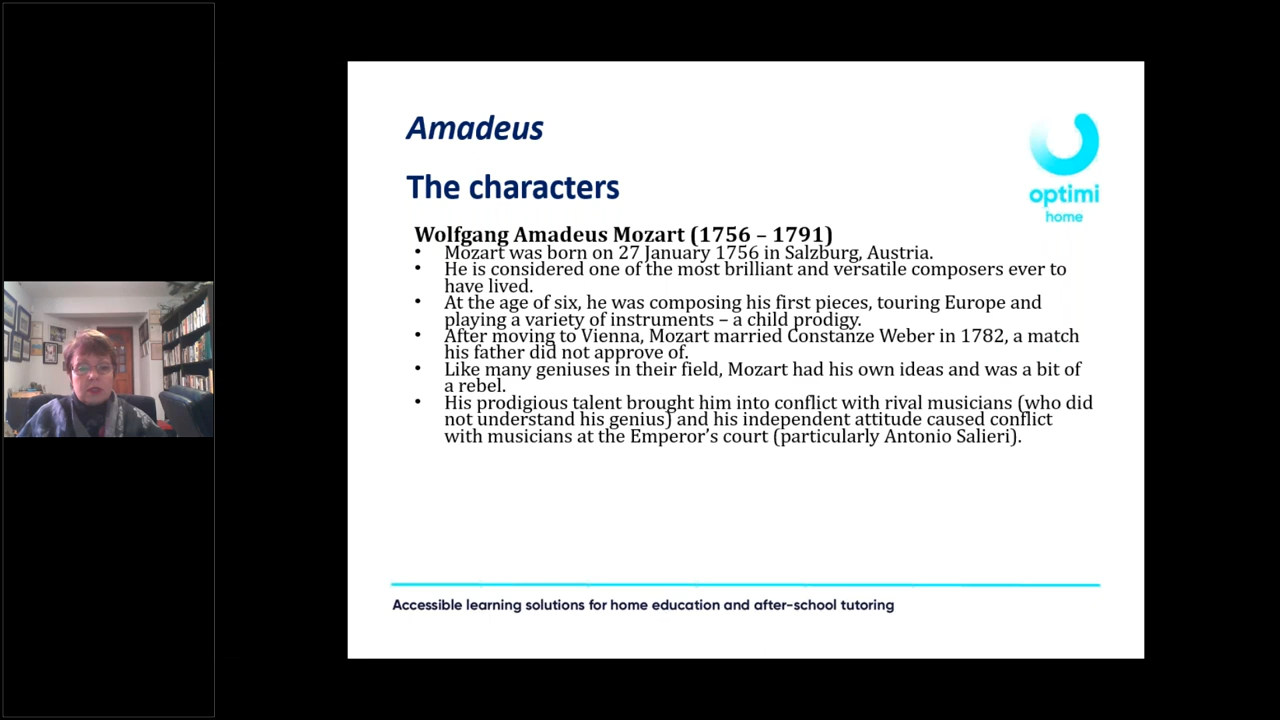 Amadeus
The characters
optimi
home
Wolfgang Amadeus Mozart (1756 – 1791)
• Mozart was born on 27 January 1756 in Salzburg, Austria.
• He is considered one of the most brilliant and versatile composers ever to
have lived.
• At the age of six, he was composing his first pieces, touring Europe and
playing a variety of instruments – a child prodigy.
• After moving to Vienna, Mozart married Constanze Weber in 1782, a match
his father did not approve of.
• Like many geniuses in their field, Mozart had his own ideas and was a bit of
a rebel.
• His prodigious talent brought him into conflict with rival musicians (who did
not understand his genius) and his independent attitude caused conflict
with musicians at the Emperor’s court (particularly Antonio Salieri).
Accessible learning solutions for home education and after-school tutoring